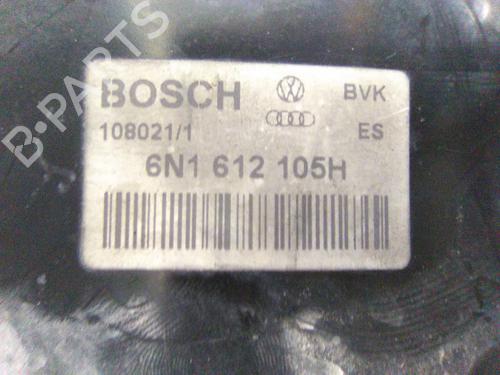 B-PARTS
BOSCH BVK
108021/1 ES
6N1 612 105H